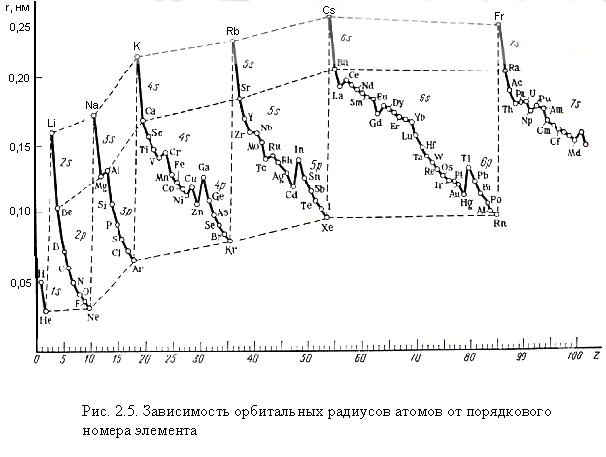 r, нм
0,25
0,20
0,15
0,10
0,05
Li
Na
K
Rb
Cs
Fr
2s
3s
4s
5s
6s
7s
H
1s
He
Be
B
C
N
O
F
Ne
2p
Mg
Al
Si
P
S
Cl
Ar
3p
Ca
Sc
Ti
V
Cr
Mn
Fe
Co
Ni
Cu
Zn
4s
Ga
Ge
As
Se
Br
Kr
4p
Sr
Y
Zr
Nb
Mo
Tc
Ru
Rh
Ag
Cd
5s
In
Sn
Sb
Te
I
Xe
5p
Ba
La
Ce
Nd
Sm
Eu
Gd
Dy
Er
Yb
Lu
6s
Hf
Ta
W
Re
Os
Ir
Pt
Au
Hg
Tl
Pb
Bi
Po
At
Rn
6p
Ra
Ac
Th
Pa
U
Np
Pu
Am
Cm
Cf
Md
7s
0 5 10 15 20 25 30 40 50 60 70 80 90 100 Z
Рис. 2.5. Зависимость орбитальных радиусов атомов от порядкового
номера элемента